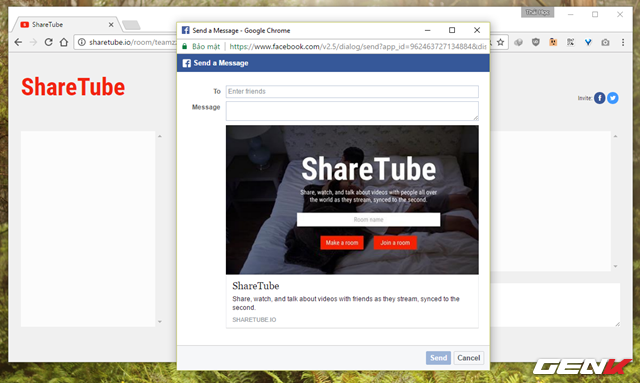 ShareTube
sharetube.io/room/teamz
ShareTube
Invite:
Send a Message - Google Chrome
Bảo mật
https://www.facebook.com/v2.5/dialog/send?app_id=962463727134884&dis
Send a Message
To
Enter friends
Message
ShareTube
Share, watch, and talk about videos with people all over
the world as they stream, synced to the second.
Room name
Make a room
Join a room
ShareTube
Share, watch, and talk about videos with friends as they stream, synced to the
second.
SHARETUBE.IO
Send
Cancel
GENK